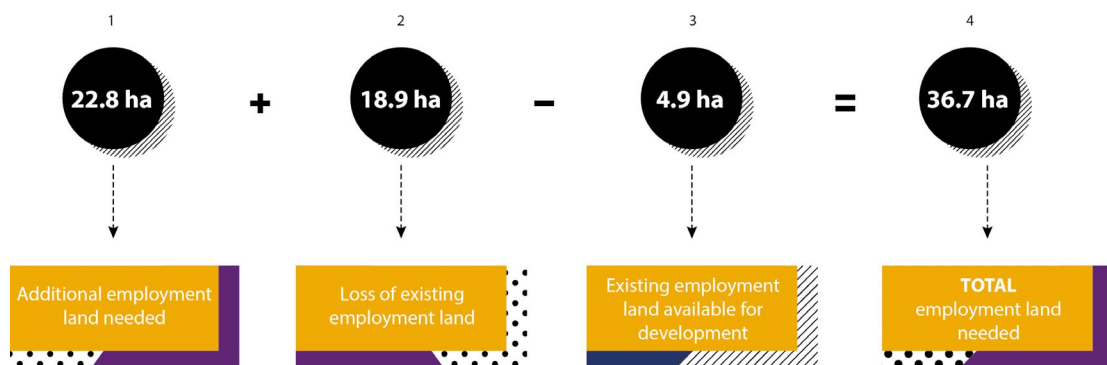 1
2
3
4
22.8 ha
+
18.9 ha
–
4.9 ha
=
36.7 ha
Additional employment
land needed
Loss of existing
employment land
Existing employment
land available for
development
TOTAL
employment land
needed